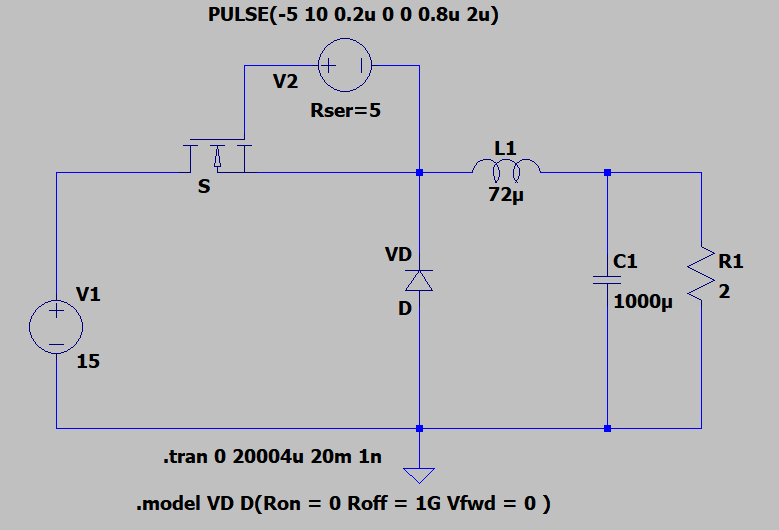 PULSE(-5 10 0.2u 0 0 0.8u 2u)
V2
Rser=5
S
L1
72µ
VD
D
C1
1000µ
R1
2
V1
15
.tran 0 20004u 20m 1n
.model VD D(Ron = 0 Roff = 1G Vfwd = 0 )